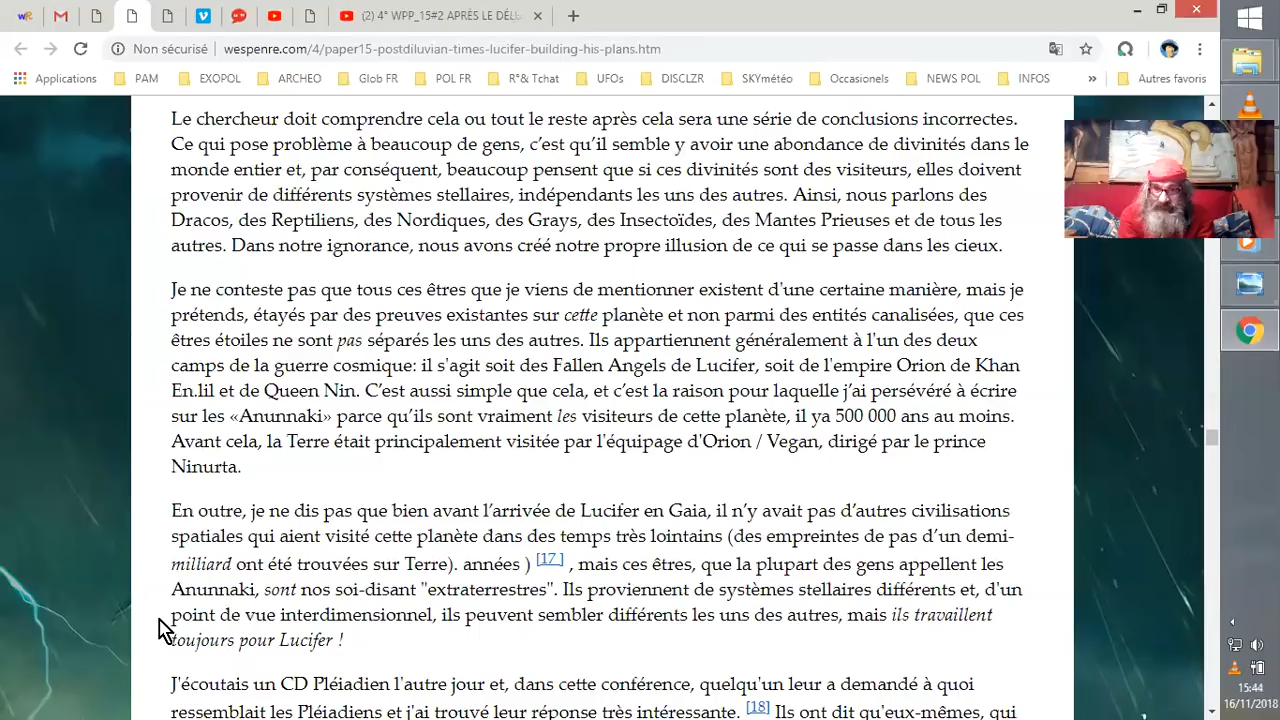 (2) 4° WPP_15#2 APRÈS LE DÉL
Non sécurisé
wespenre.com/4/paper15-postdiluvian-times-lucifer-building-his-plans.htm
Applications PAM EXOPOL ARCHEO Glob FR POL FR R°& Tchat UFOs DISCLZR SKYmétéo Occasionels NEWS POL INFOS » Autres favoris
Le chercheur doit comprendre cela ou tout le reste après cela sera une série de conclusions incorrectes.
Ce qui pose problème à beaucoup de gens, c’est qu’il semble y avoir une abondance de divinités dans le
monde entier et, par conséquent, beaucoup pensent que si ces divinités sont des visiteurs, elles doivent
provenir de différents systèmes stellaires, indépendants les uns des autres. Ainsi, nous parlons des
Dracos, des Reptiliens, des Nordiques, des Grays, des Insectoïdes, des Mantes Prieuses et de tous les
autres. Dans notre ignorance, nous avons créé notre propre illusion de ce qui se passe dans les cieux.
Je ne conteste pas que tous ces êtres que je viens de mentionner existent d'une certaine manière, mais je
prétends, étayés par des preuves existantes sur cette planète et non parmi des entités canalisées, que ces
êtres étoiles ne sont pas séparés les uns des autres. Ils appartiennent généralement à l'un des deux
camps de la guerre cosmique: il s'agit soit des Fallen Angels de Lucifer, soit de l'empire Orion de Khan
En.lil et de Queen Nin. C’est aussi simple que cela, et c’est la raison pour laquelle j’ai persévéré à écrire
sur les «Anunnaki» parce qu’ils sont vraiment les visiteurs de cette planète, il ya 500 000 ans au moins.
Avant cela, la Terre était principalement visitée par l'équipage d'Orion / Vegan, dirigé par le prince
Ninurta.
En outre, je ne dis pas que bien avant l’arrivée de Lucifer en Gaia, il n’y avait pas d’autres civilisations
spatiales qui aient visité cette planète dans des temps très lointains (des empreintes de pas d’un demi-
milliard ont été trouvées sur Terre). années ) [17] , mais ces êtres, que la plupart des gens appellent les
Anunnaki, sont nos soi-disant "extraterrestres". Ils proviennent de systèmes stellaires différents et, d'un
point de vue interdimensionnel, ils peuvent sembler différents les uns des autres, mais ils travaillent
toujours pour Lucifer !
J'écoutais un CD Pléiadien l'autre jour et, dans cette conférence, quelqu'un leur a demandé à quoi
ressemblait les Pléiadiens et j'ai trouvé leur réponse très intéressante. [18] Ils ont dit qu'eux-mêmes, qui
15:44
16/11/2018